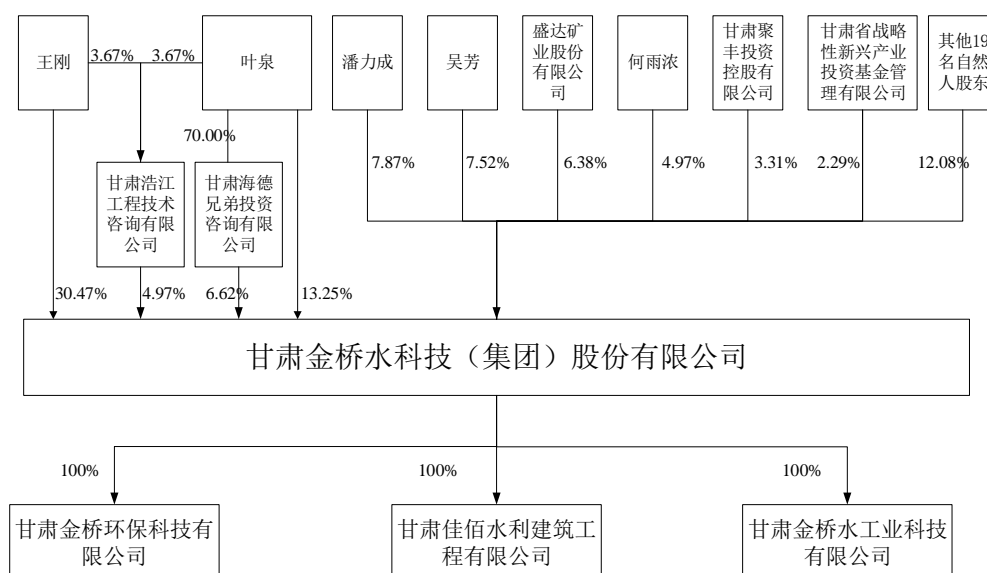 王刚
3.67%
3.67%
叶泉
潘力成
吴芳
盛达矿
业股份
有限公
司
何雨浓
甘肃聚
丰投资
控股有
限公司
甘肃省战略
性新兴产业
投资基金管
理有限公司
其他19
名自然
人股东
70.00%
7.87%
7.52%
6.38%
4.97%
3.31%
2.29%
12.08%
甘肃浩江
工程技术
咨询有限
公司
甘肃海德
兄弟投资
咨询有限
公司
30.47%
4.97%
6.62%
13.25%
甘肃金桥水科技（集团）股份有限公司
100%
100%
100%
甘肃金桥环保科技有
限公司
甘肃佳佰水利建筑工
程有限公司
甘肃金桥水工业科技
有限公司